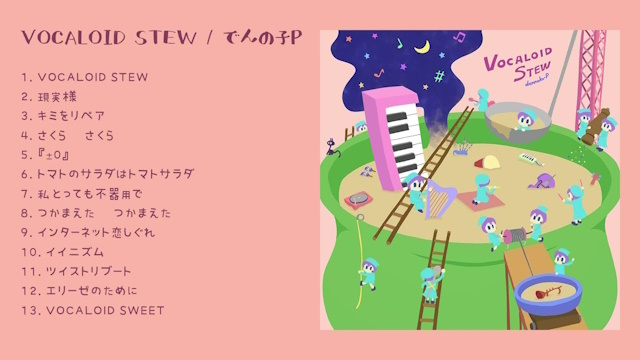 VOCALOID STEW / でんの子P
1. VOCALOID STEW
2. 現実様
3. キミをリペア
4. さくら　さくら
5. 『±0』
6. トマトのサラダはトマトサラダ
7. 私とっても不器用で
8. つかまえた　つかまえた
9. インターネット恋しぐれ
10. イイニズム
11. ツイストリブート
12. エリーゼのために
13. VOCALOID SWEET
VOCALOID
STEW
dennokoP